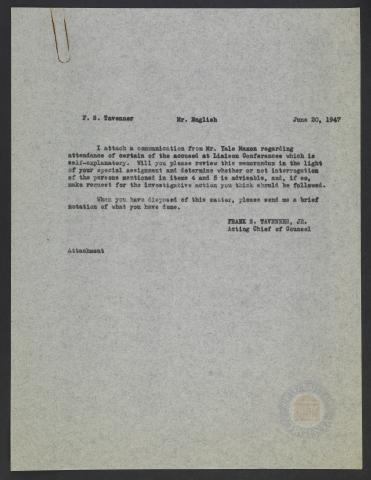 F. S. Tavenner Mr. English June 20, 1947
I attach a communication from Mr. Yale Maxon regarding
attendance of certain of the accused at Liaison Conferences which is
self-explanatory. Will you please review this memorandum in the light
of your special assignment and determine whether or not interrogation
of the persons mentioned in items 4 and 5 is advisable, and, if so,
make request for the investigative action you think should be followed.
When you have disposed of this matter, please send me a brief
notation of what you have done.
FRANK S. TAVENNER, JR.
Acting Chief of Counsel
Attachment